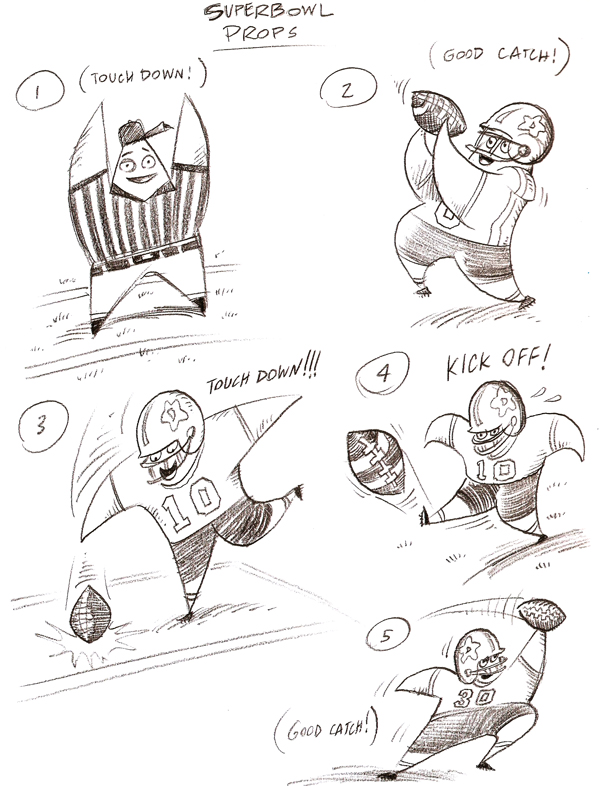 SUPERBOWL
PROPS
1
(TOUCH DOWN!)
2
(GOOD CATCH!)
3
TOUCH DOWN!!!
10
4
KICK OFF!
10
5
(GOOD CATCH!)
30